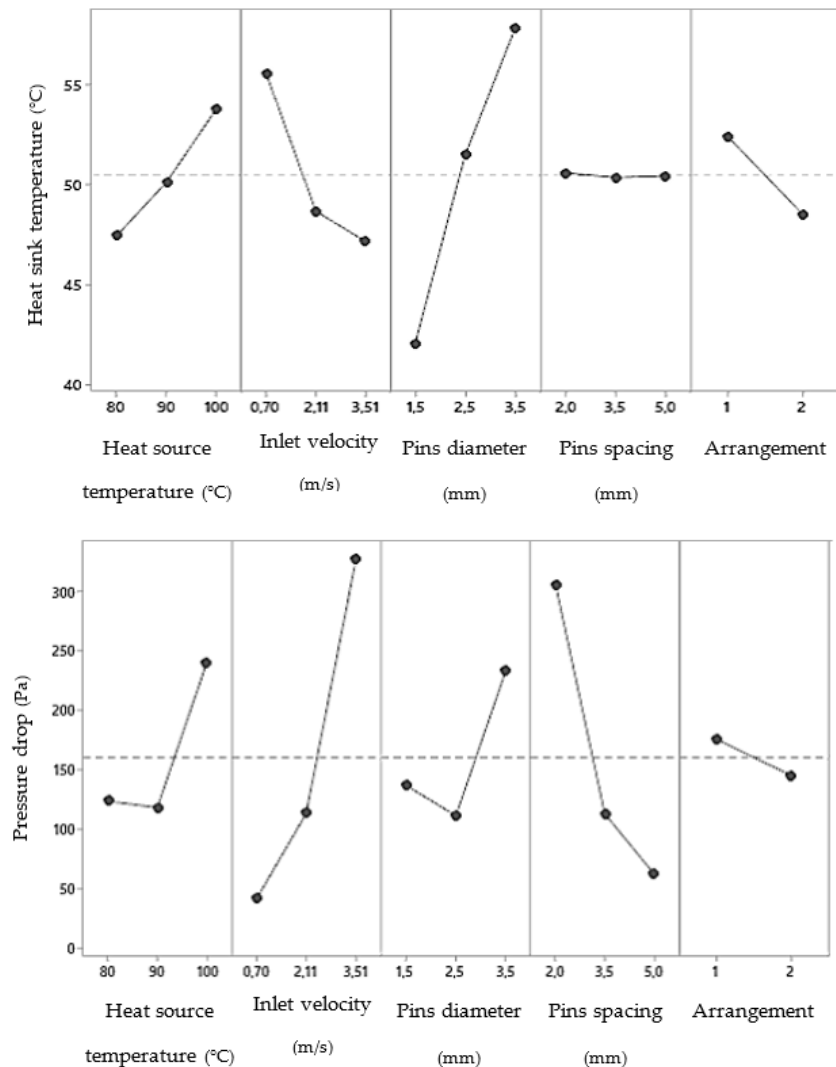 Heat sink temperature (°C)
55
50
45
40
80 90 100 0,70 2,11 3,51 1,5 2,5 3,5 2,0 3,5 5,0 1 2
Heat source Inlet velocity Pins diameter Pins spacing Arrangement
temperature (°C) (m/s) (mm) (mm)
Pressure drop (Pa)
300
250
200
150
100
50
0
80 90 100 0,70 2,11 3,51 1,5 2,5 3,5 2,0 3,5 5,0 1 2
Heat source Inlet velocity Pins diameter Pins spacing Arrangement
temperature (°C) (m/s) (mm) (mm)